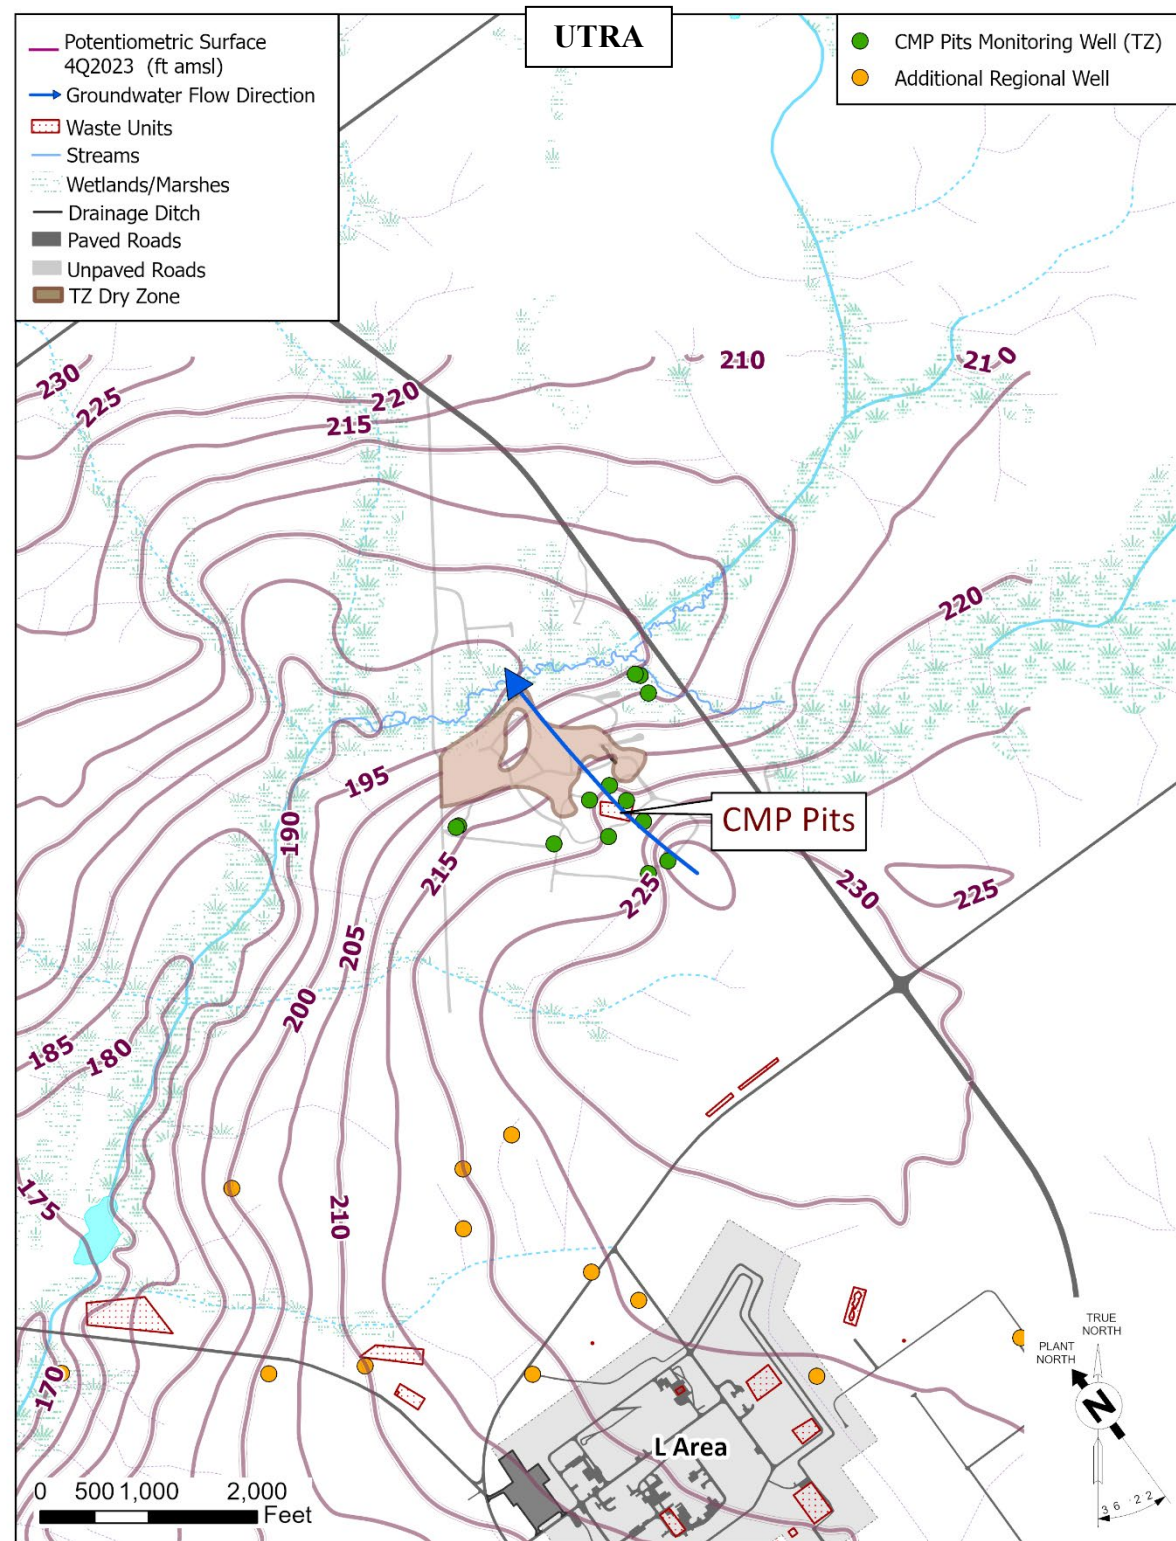 UTRA
Potentiometric Surface
4Q2023 (ft amsl)
Groundwater Flow Direction
Waste Units
Streams
Wetlands/Marshes
Drainage Ditch
Paved Roads
Unpaved Roads
TZ Dry Zone
CMP Pits Monitoring Well (TZ)
Additional Regional Well
230
225
220
215
210
210
220
195
190
215
CMP Pits
225
230
225
205
200
185
180
175
210
170
L Area
0 500 1,000 2,000
Feet
TRUE
NORTH
PLANT
NORTH
N
36.22